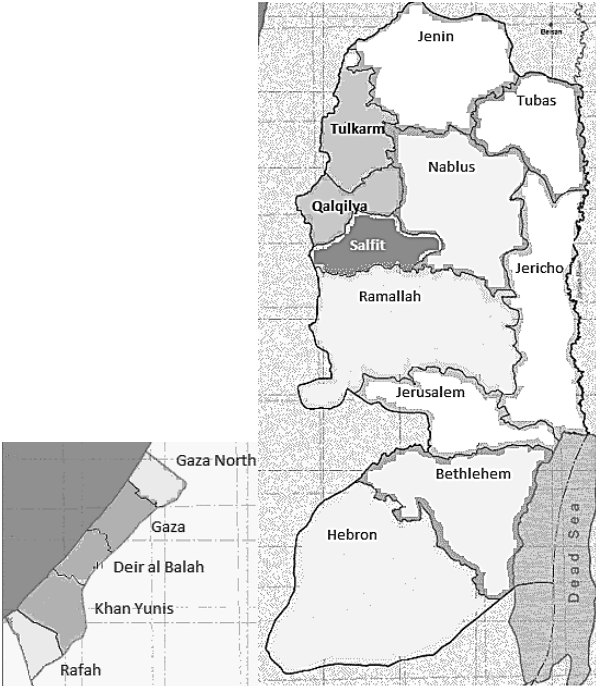 Jenin
Beisan
Tubas
Tulkarm
Nablus
Qalqilya
Salfit
Jericho
Ramallah
Jerusalem
Gaza North
Bethlehem
Gaza
Hebron
Deir al Balah
Dead Sea
Khan Yunis
Rafah